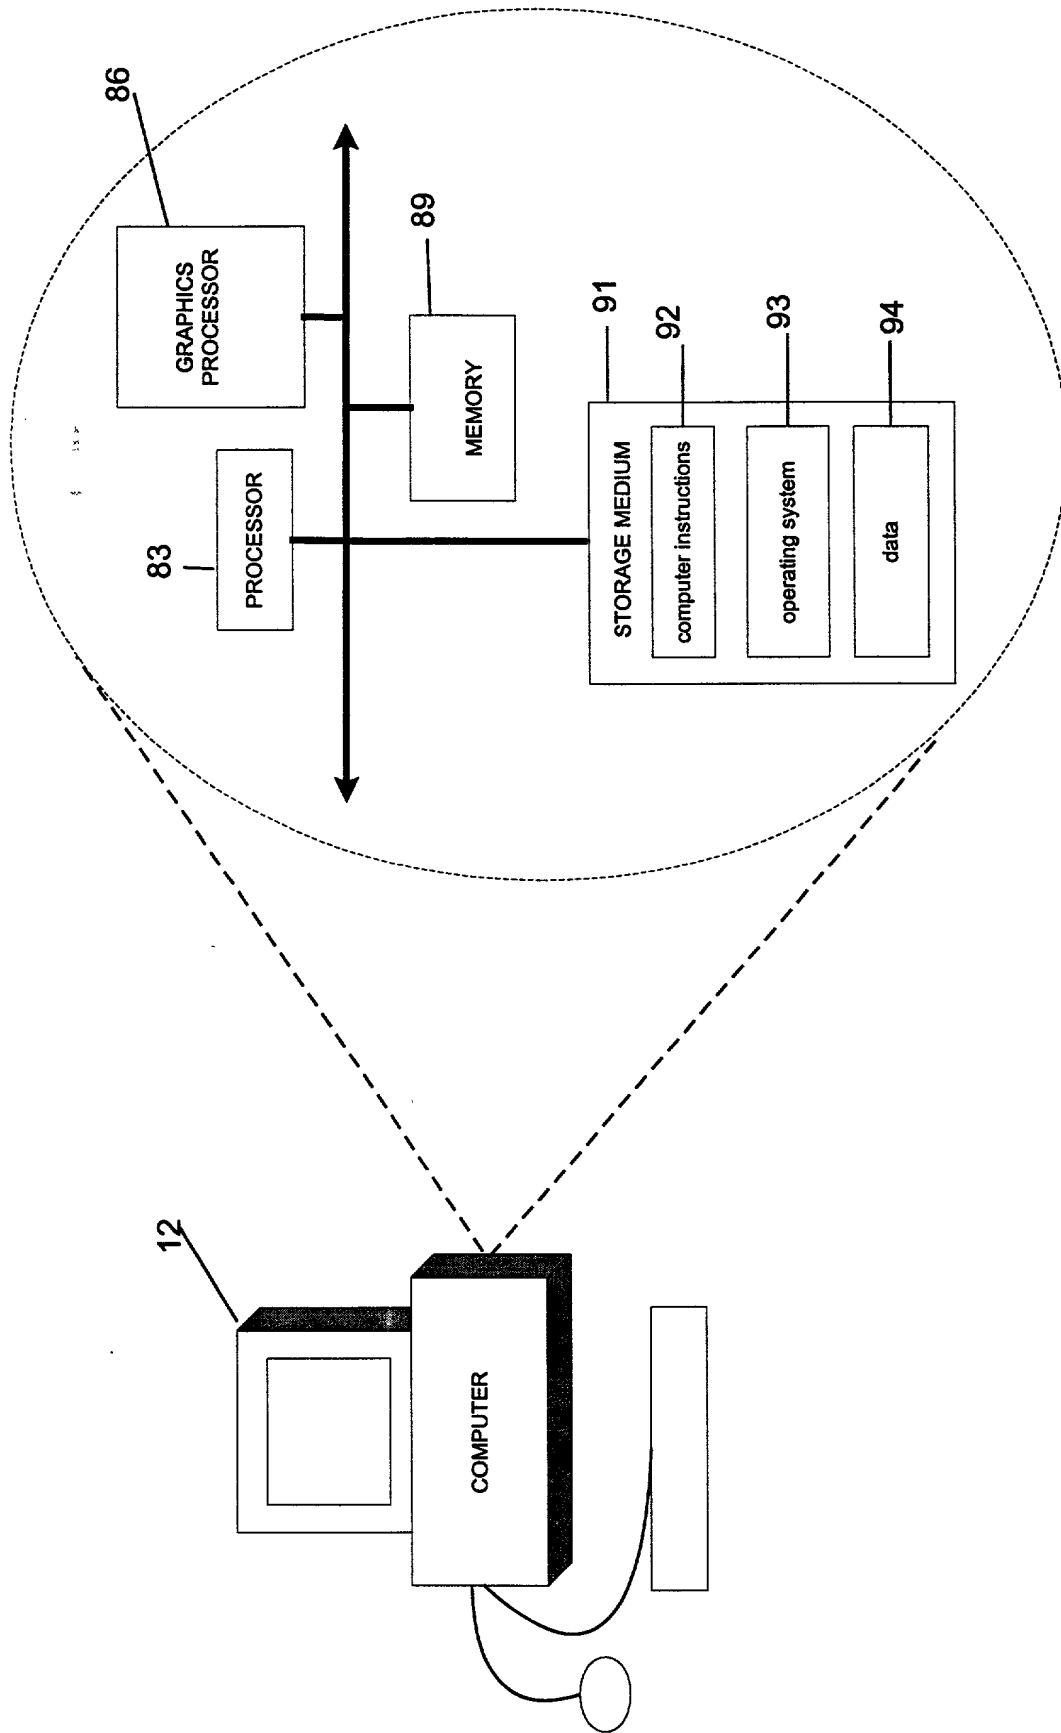 12
COMPUTER
83
PROCESSOR
GRAPHICS
PROCESSOR
86
MEMORY
89
STORAGE MEDIUM
91
computer instructions
92
operating system
93
data
94